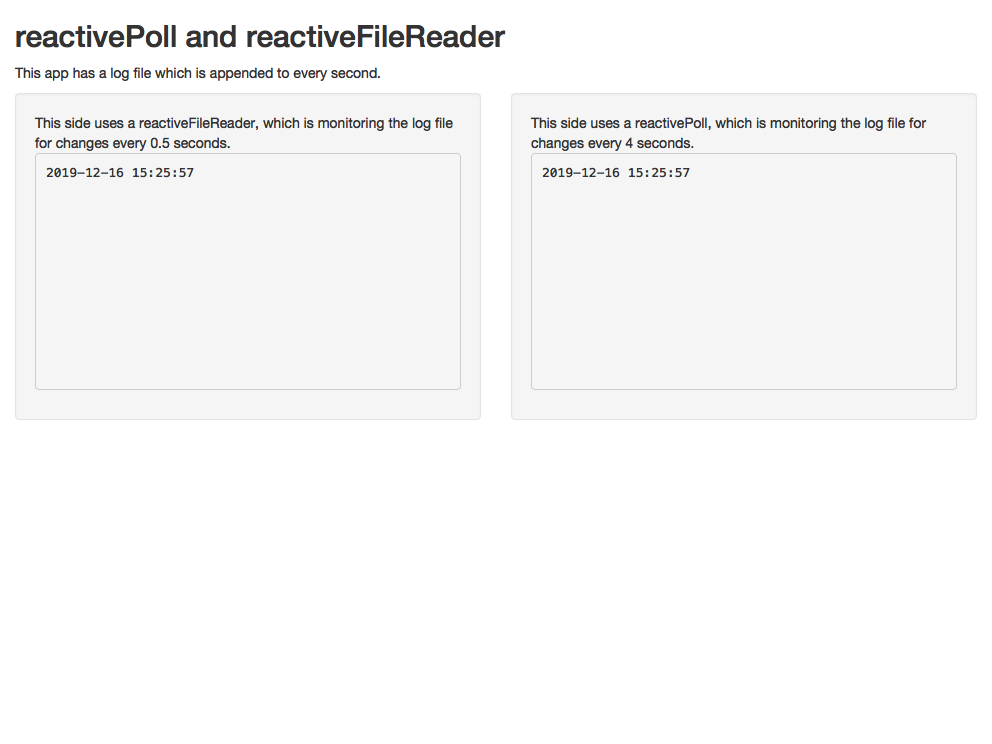 reactivePoll and reactiveFileReader
This app has a log file which is appended to every second.
This side uses a reactiveFileReader, which is monitoring the log file
for changes every 0.5 seconds.
2019-12-16 15:25:57
This side uses a reactivePoll, which is monitoring the log file for
changes every 4 seconds.
2019-12-16 15:25:57